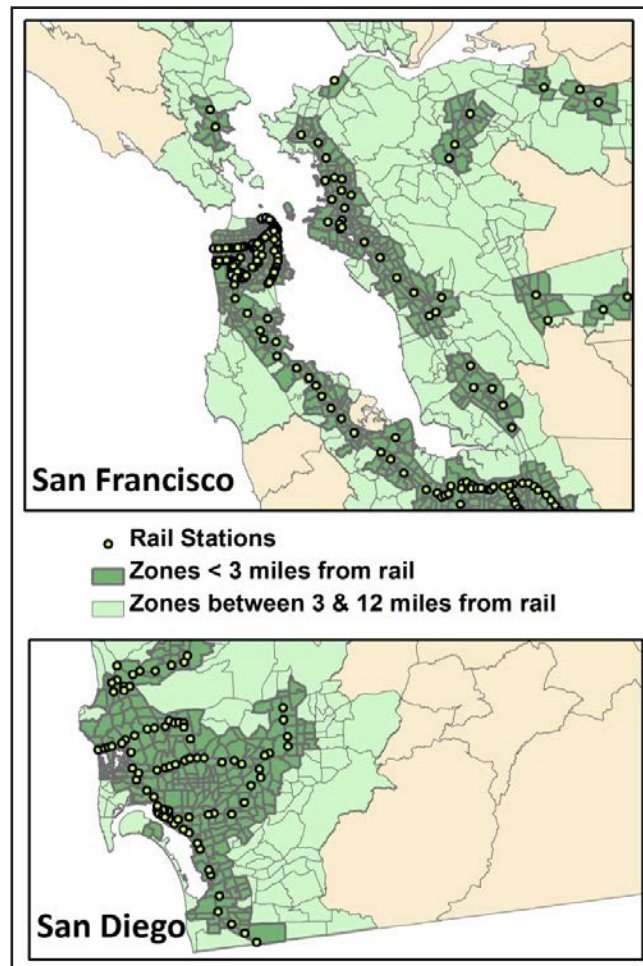 San Francisco
Rail Stations
Zones < 3 miles from rail
Zones between 3 & 12 miles from rail
San Diego